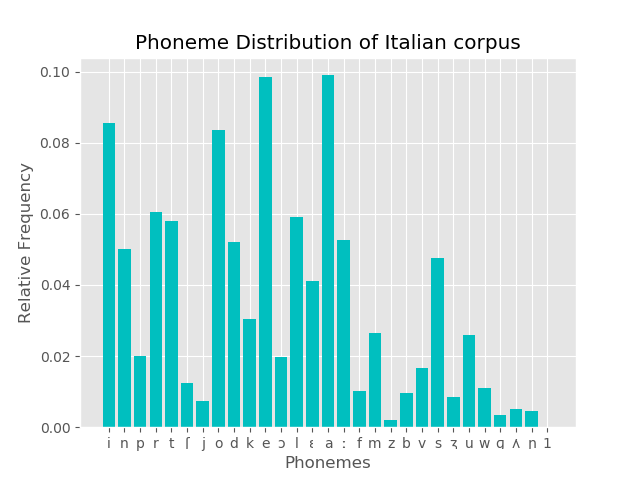 Phoneme Distribution of Italian corpus
Relative Frequency
0.10
0.08
0.06
0.04
0.02
0.00
i n p r t ʃ j o d k e ɔ l ɛ a ː f m z b v s ʒ u w ɡ ʎ ɲ 1
Phonemes